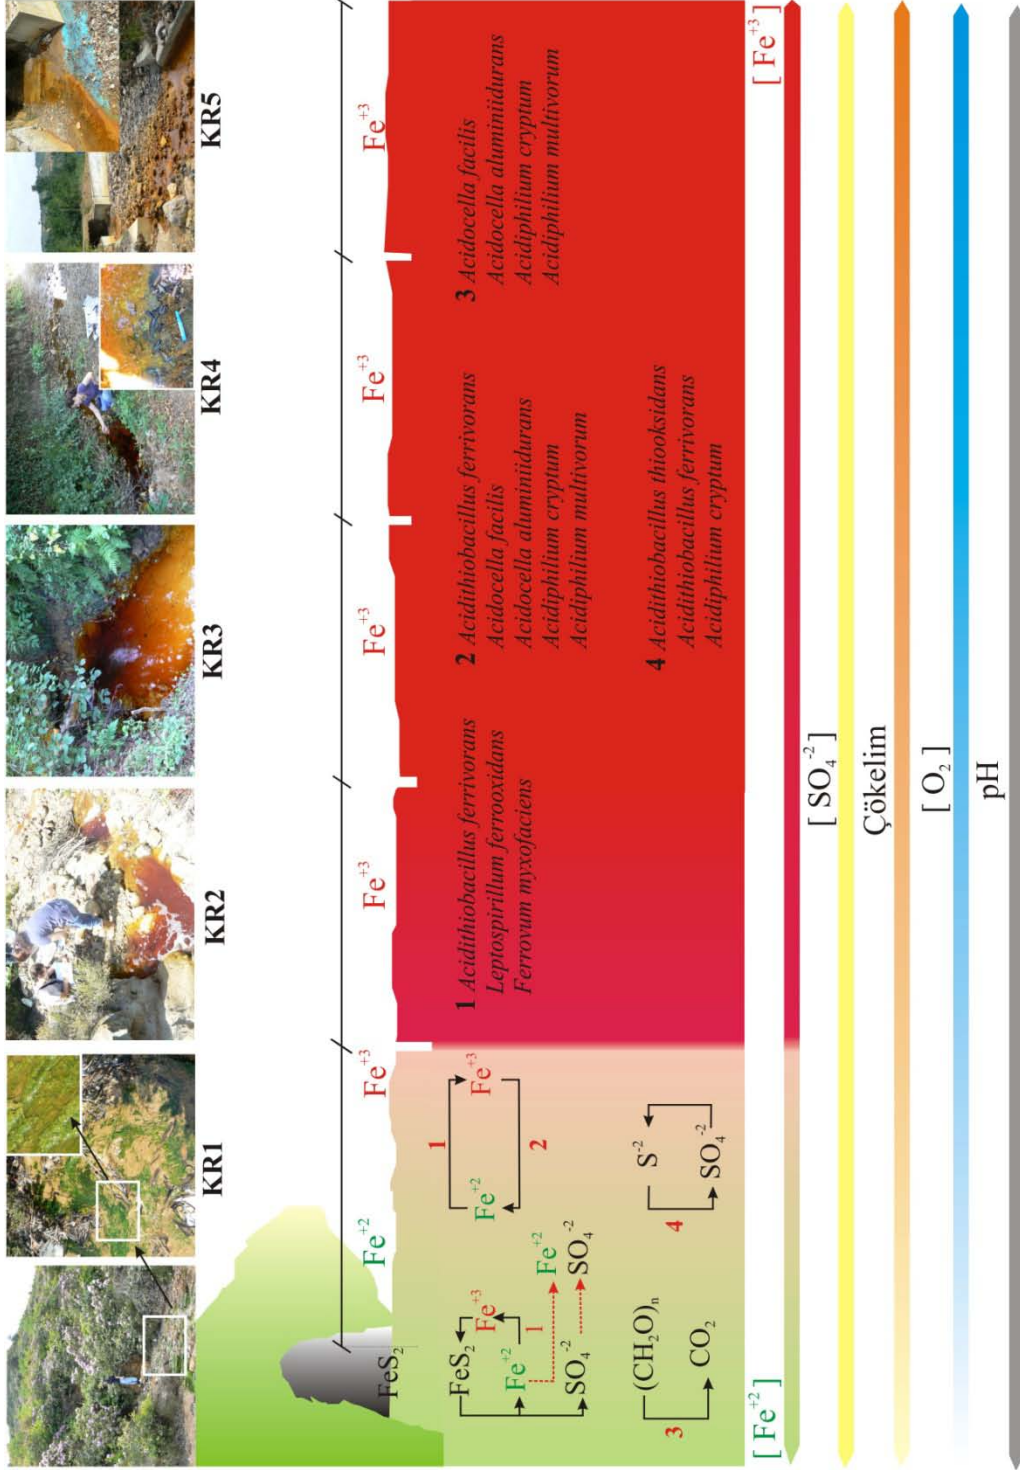 KR1
KR2
KR3
KR4
KR5
FeS₂
Fe⁺²
Fe⁺³
Fe⁺³
Fe⁺³
Fe⁺³
Fe⁺³
FeS₂
Fe⁺²
Fe⁺³
1
SO₄⁻²
Fe⁺²
SO₄⁻²
Fe⁺²
1
Fe⁺³
2
3
(CH₂O)ₙ
CO₂
4
S⁻²
SO₄⁻²
1 Acidithiobacillus ferrivorans
Leptospirillum ferrooxidans
Ferrovum myxofaciens
2 Acidithiobacillus ferrivorans
Acidocella facilis
Acidocella aluminiidurans
Acidiphilium cryptum
Acidiphilium multivorum
3 Acidocella facilis
Acidocella aluminiidurans
Acidiphilium cryptum
Acidiphilium multivorum
4 Acidithiobacillus thiooksidans
Acidithiobacillus ferrivorans
Acidiphilium cryptum
[ Fe⁺² ]
[ Fe⁺³ ]
[ SO₄⁻² ]
Çökelim
[ O₂ ]
pH